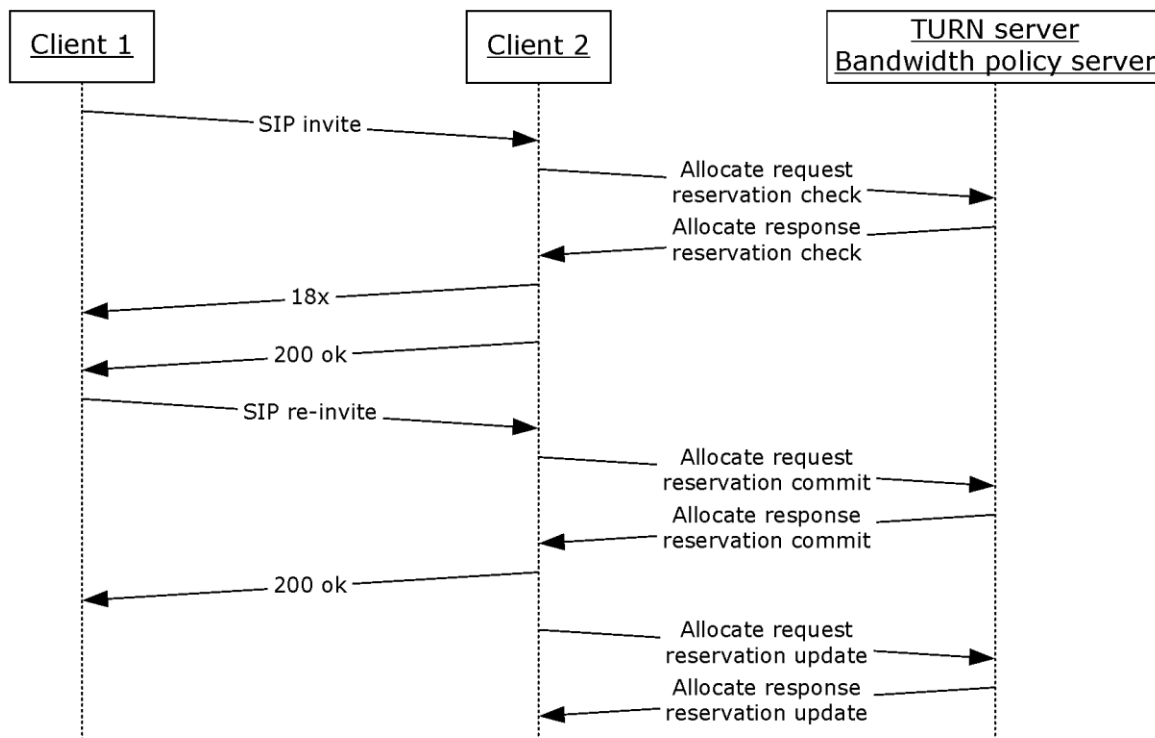 Client 1
Client 2
TURN server
Bandwidth policy server
SIP invite
Allocate request
reservation check
Allocate response
reservation check
18x
200 ok
SIP re-invite
Allocate request
reservation commit
Allocate response
reservation commit
200 ok
Allocate request
reservation update
Allocate response
reservation update